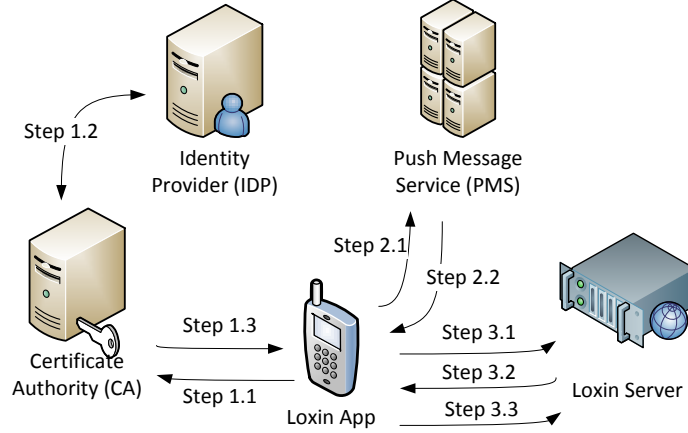 Step 1.2
Identity
Provider (IDP)
Push Message
Service (PMS)
Step 2.1
Step 2.2
Step 1.3
Step 3.1
Certificate
Authority (CA)
Step 3.2
Step 1.1
Loxin App
Loxin Server
Step 3.3